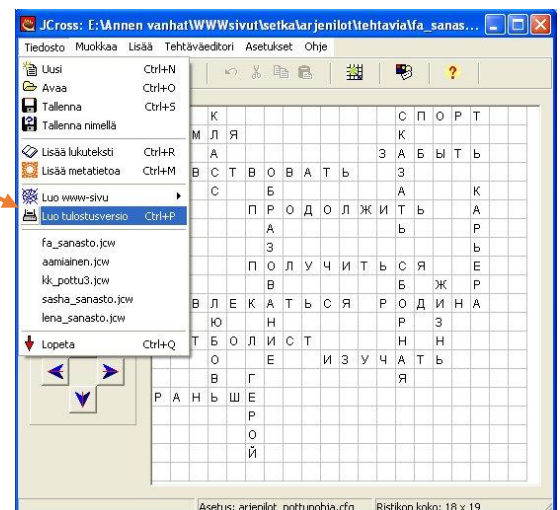 JCross: E:\Annen vanhat\WWWsivut\setka\arjenilot\tehtavia\fa_sanas...
Tiedosto Muokkaa Lisää Tehtäväeditori Asetukset Ohje
Uusi Ctrl+N
Avaa Ctrl+O
Tallenna Ctrl+S
Tallenna nimellä
Lisää lukuteksti Ctrl+R
Lisää metatietoa Ctrl+M
Luo www-sivu
Luo tulostusversio Ctrl+P
fa_sanasto.jcw
aamiainen.jcw
kk_pottu3.jcw
sasha_sanasto.jcw
lena_sanasto.jcw
Lopeta Ctrl+Q
К С П О Р Т
М Л Я К
А З А Б Ы Т Ь
В С Т В О В А Т Ь З
С Б А К
П Р О Д О Л Ж И Т Ь А
А Ь Р
З Ь
П О Л У Ч И Т Ь С Я Е
В Б Ж Р
В Л Е К А Т Ь С Я Р О Д И Н А
Ю Н Р З
Т Б О Л И С Т Н Н
О Е И З У Ч А Т Ь
В Г Я
Р А Н Ь Ш Е
Р
О
Й
Asetus: arjenilot_pottupohja.cfg Ristikon koko: 18 x 19